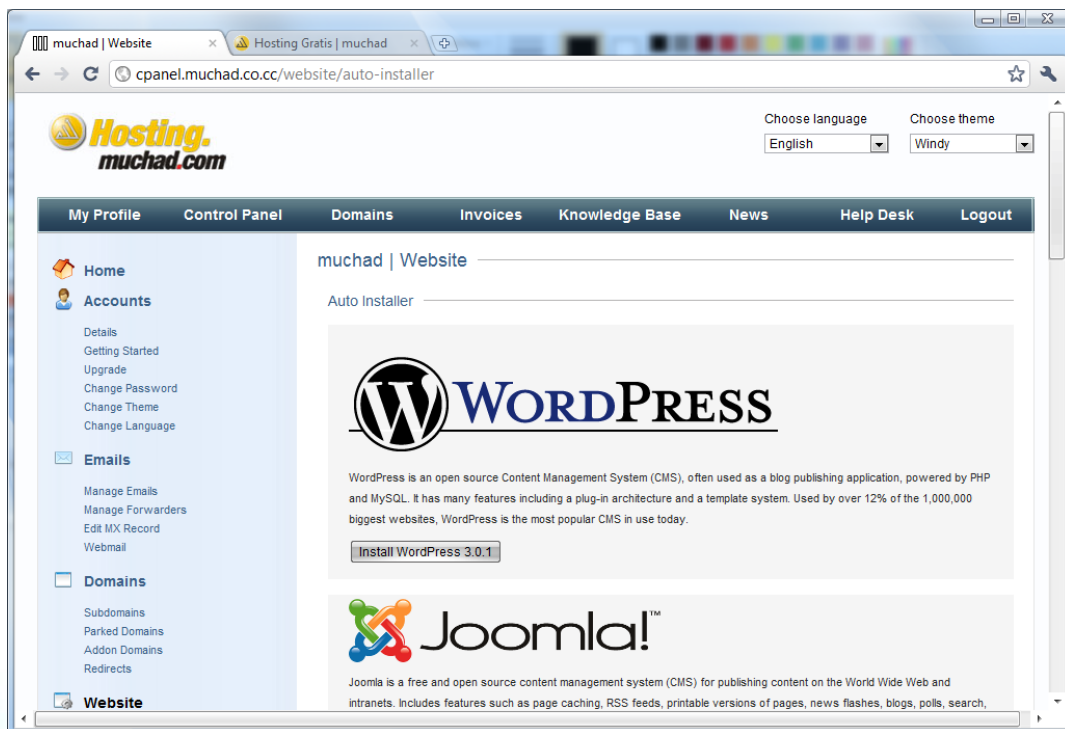 muchad | Website
Hosting Gratis | muchad
cpanel.muchad.co.cc/website/auto-installer
Hosting.
muchad.com
Choose language
Choose theme
English
Windy
My Profile
Control Panel
Domains
Invoices
Knowledge Base
News
Help Desk
Logout
Home
Accounts
Details
Getting Started
Upgrade
Change Password
Change Theme
Change Language
Emails
Manage Emails
Manage Forwarders
Edit MX Record
Webmail
Domains
Subdomains
Parked Domains
Addon Domains
Redirects
Website
muchad | Website
Auto Installer
WORDPRESS
WordPress is an open source Content Management System (CMS), often used as a blog publishing application, powered by PHP
and MySQL. It has many features including a plug-in architecture and a template system. Used by over 12% of the 1,000,000
biggest websites, WordPress is the most popular CMS in use today.
Install WordPress 3.0.1
Joomla!™
Joomla is a free and open source content management system (CMS) for publishing content on the World Wide Web and
intranets. Includes features such as page caching, RSS feeds, printable versions of pages, news flashes, blogs, polls, search,